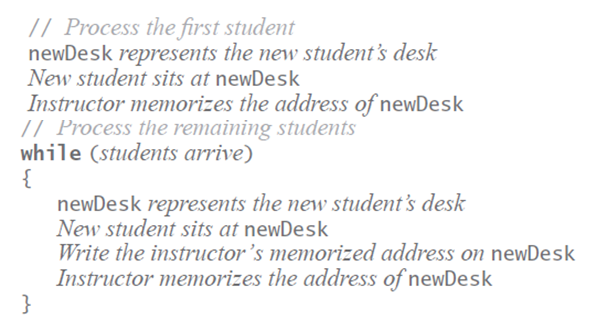 // Process the first student
newDesk represents the new student's desk
New student sits at newDesk
Instructor memorizes the address of newDesk
// Process the remaining students
while (students arrive)
{
newDesk represents the new student's desk
New student sits at newDesk
Write the instructor's memorized address on newDesk
Instructor memorizes the address of newDesk
}